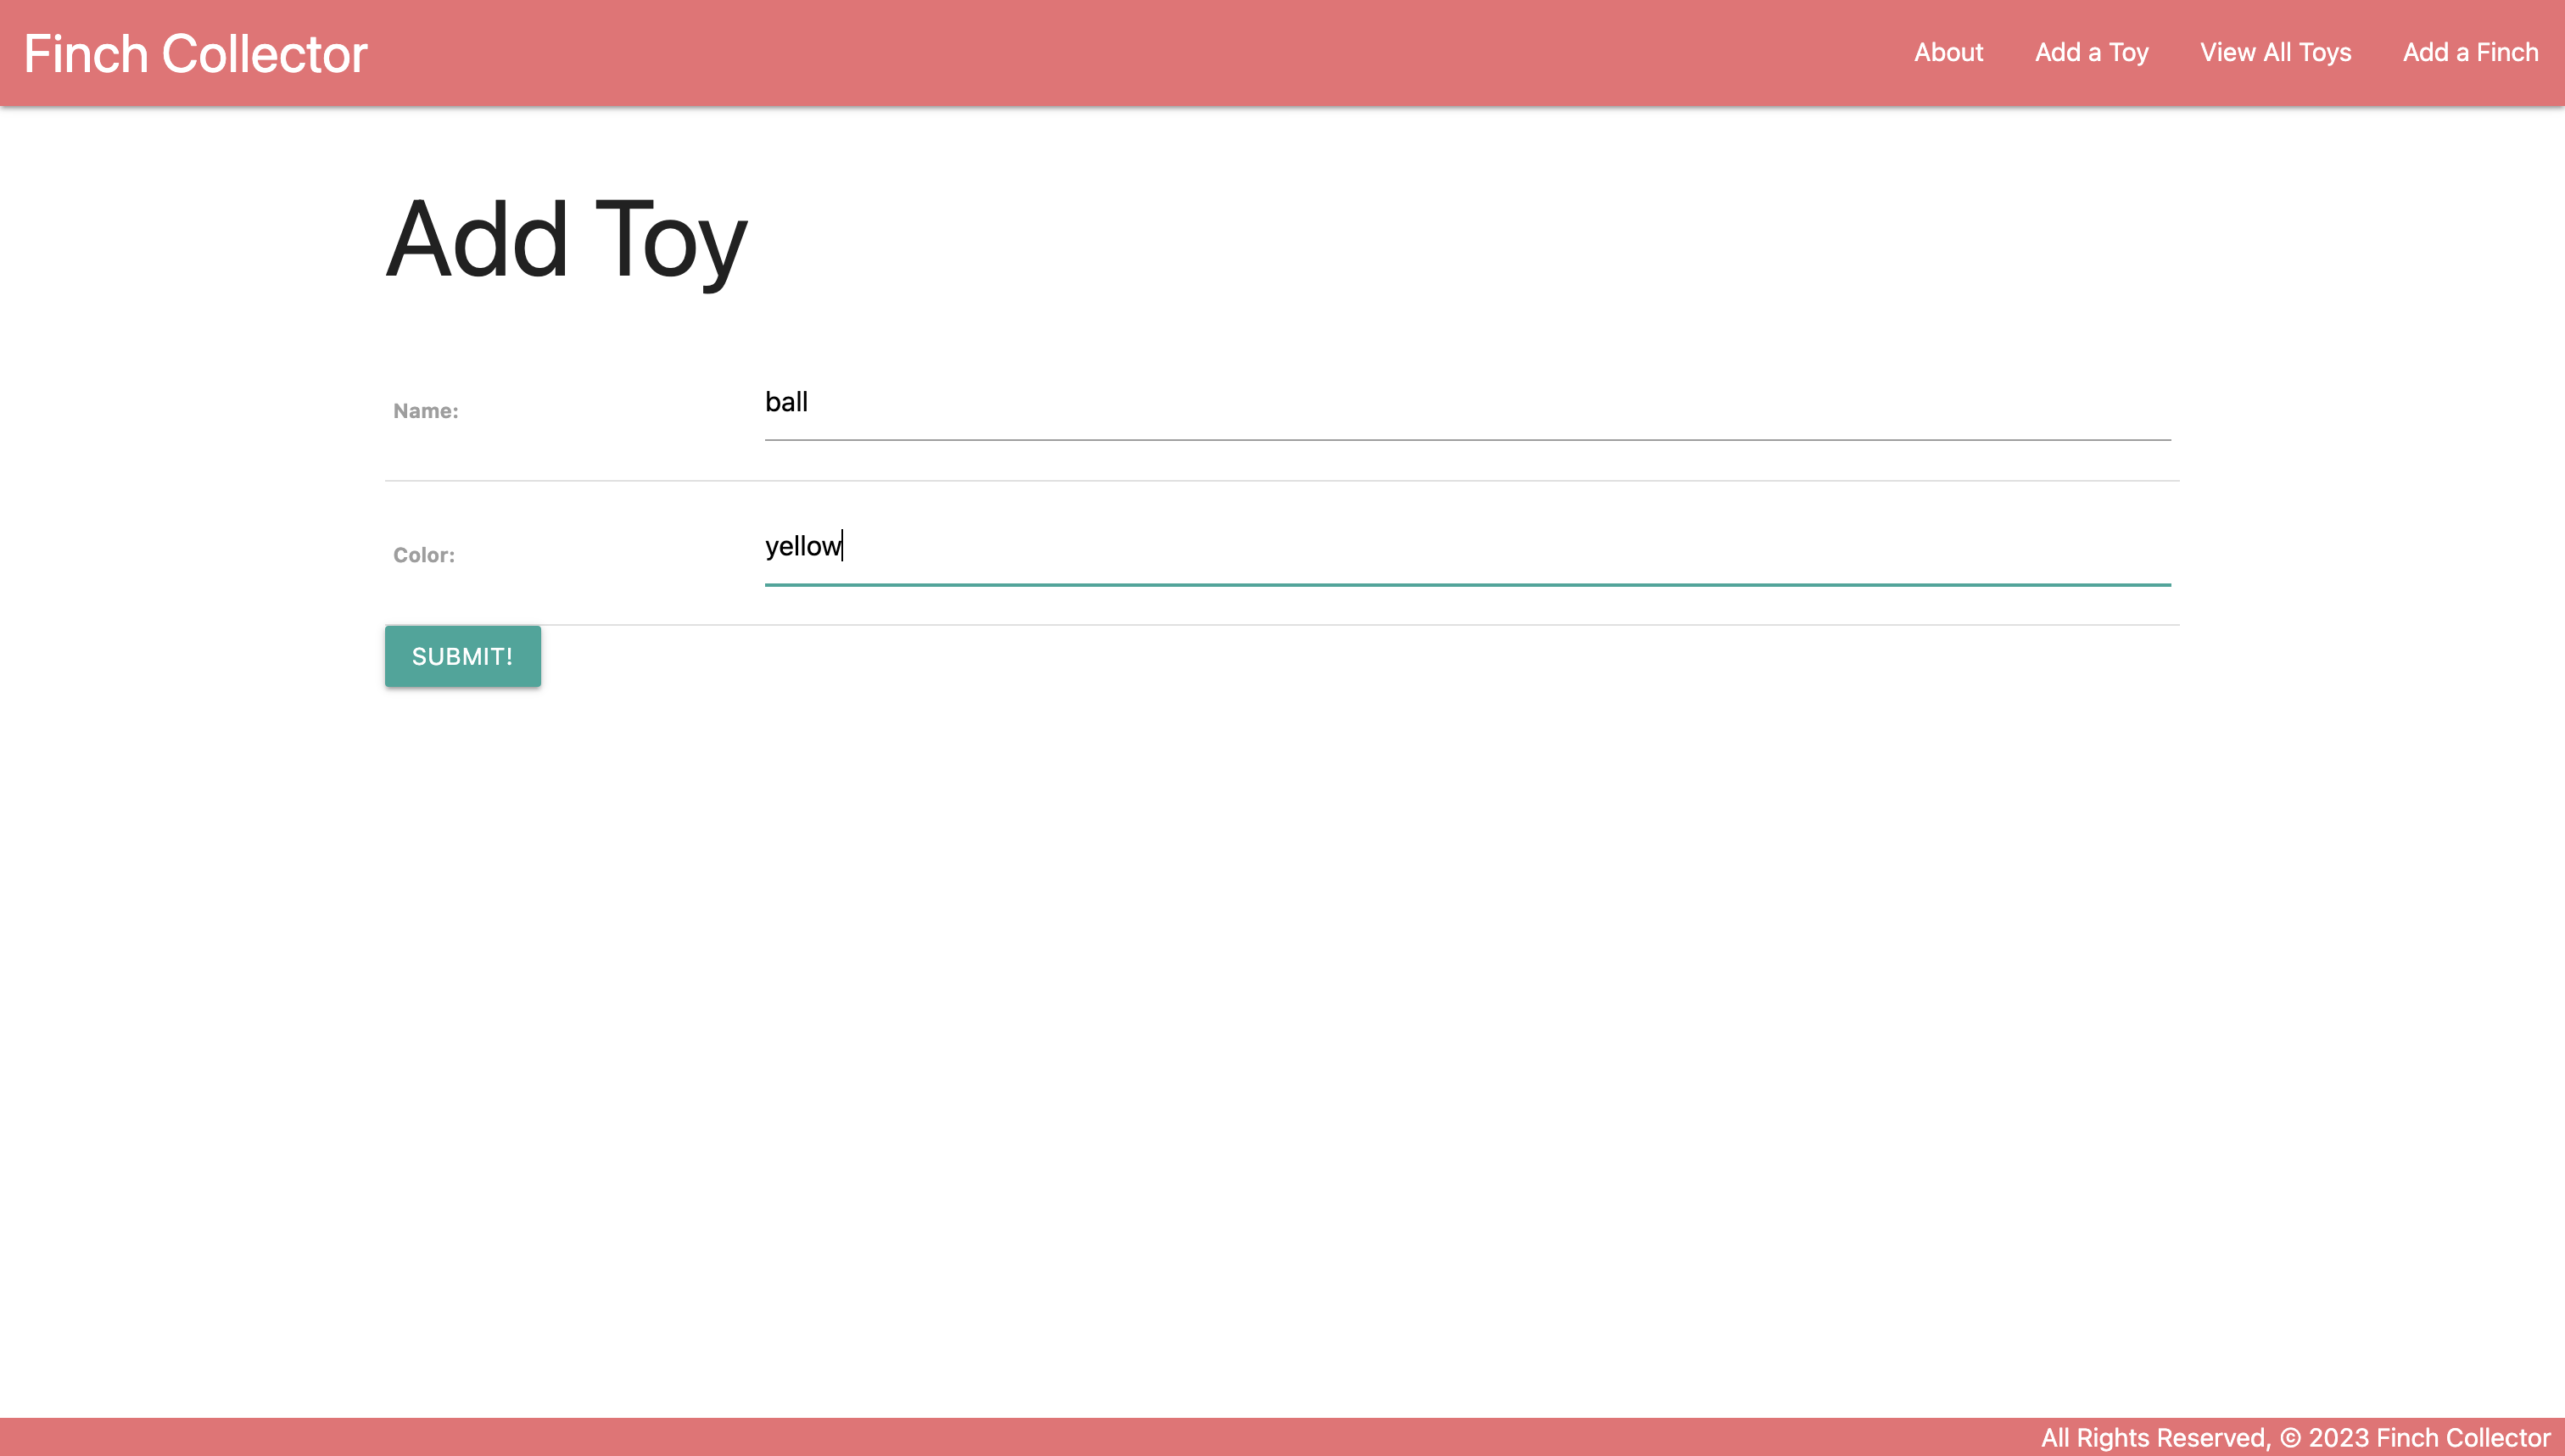 Finch Collector About Add a Toy View All Toys Add a Finch
Add Toy
Name: ball
Color: yellow
SUBMIT!
All Rights Reserved, © 2023 Finch Collector